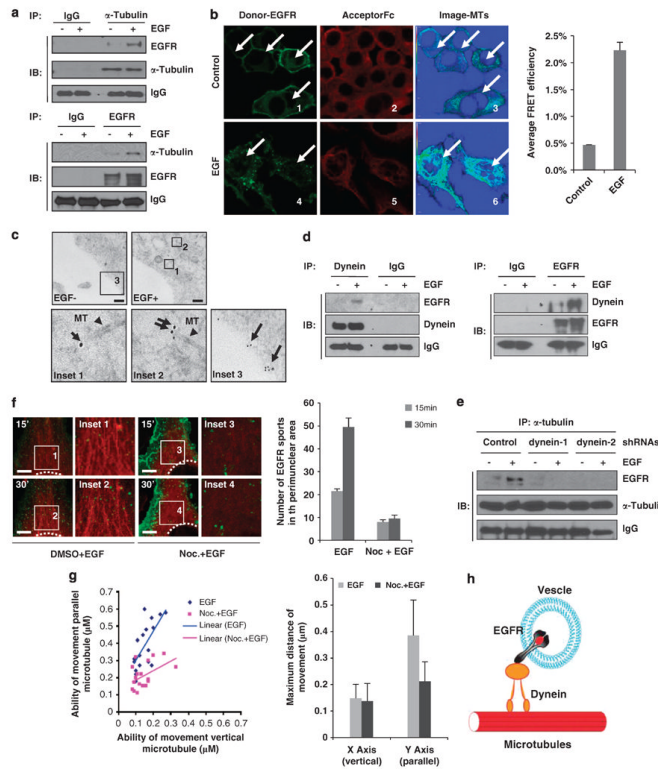 a
IP: IgG α-Tubulin
- + - + EGF
EGFR
IB: α-Tubulin
IgG
IP: IgG EGFR
- + - + EGF
α-Tubulin
IB: EGFR
IgG
b
Donor-EGFR AcceptorFc Image-MTs
Control
1 2 3
EGF
4 5 6
Average FRET efficiency
2.5%
2.0%
1.5%
1.0%
0.5%
0.0%
Control EGF
c
EGF- 3
EGF+ 2
1
MT MT
Inset 1 Inset 2 Inset 3
d
IP: Dynein IgG
- + - + EGF
EGFR
IB: Dynein
IgG
IP: IgG EGFR
- + - + EGF
Dynein
IB: EGFR
IgG
f
15' 1 Inset 1 15' 3 Inset 3
30' 2 Inset 2 30' 4 Inset 4
DMSO+EGF Noc.+EGF
Number of EGFR sports
in th perimunclear area
60
50
40
30
20
10
0
15min
30min
EGF Noc + EGF
e
IP: α-tubulin
Control dynein-1 dynein-2 shRNAs
- + - + - + EGF
EGFR
IB: α-Tubuli
IgG
g
Ability of movement parallel
microtubule (μM)
0.8
0.7
0.6
0.5
0.4
0.3
0.2
0.1
0
0 0.1 0.2 0.3 0.4
Ability of movement vertical
microtubule (μM)
EGF
Noc.+EGF
Linear (EGF)
Linear (Noc.+EGF)
Maximum distance of
movement (μm)
0.6
0.5
0.4
0.3
0.2
0.1
0
EGF Noc.+EGF
X Axis Y Axis
(vertical) (parallel)
h
Vescle
EGFR
Dynein
Microtubules